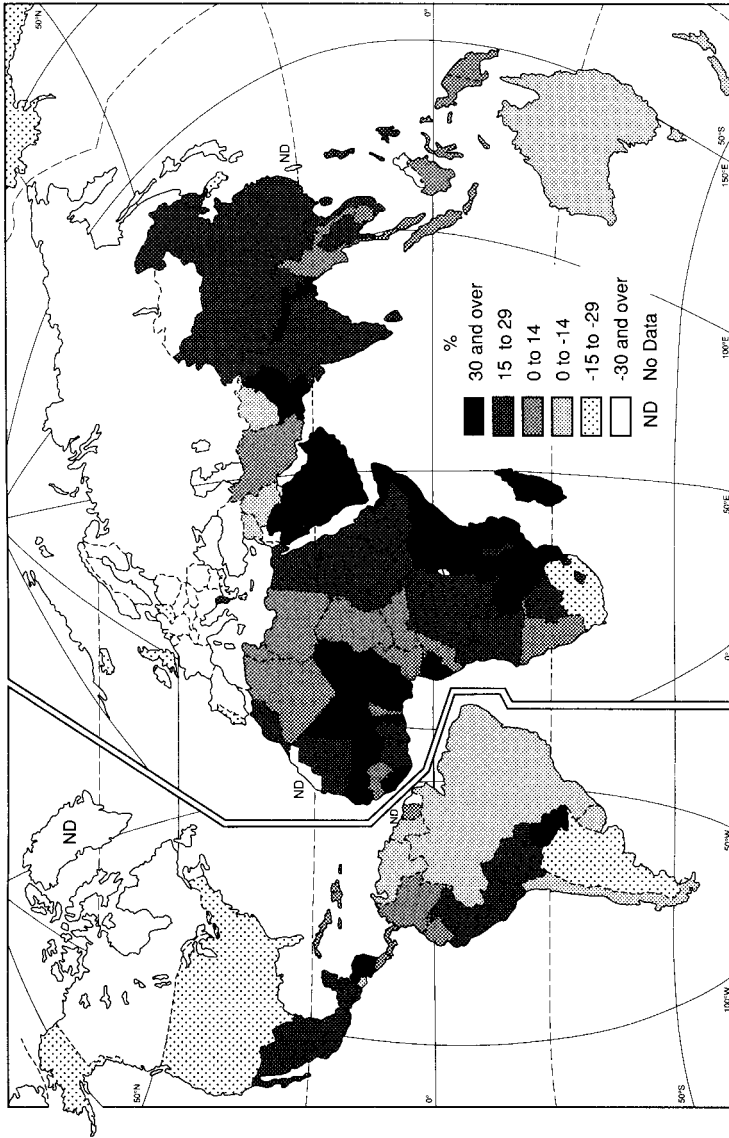 %
30 and over
15 to 29
0 to 14
0 to -14
-15 to -29
-30 and over
ND No Data
ND
ND
ND
ND
50°N
0°
50°S
100°W
50°W
0°
50°E
100°E
150°E
50°S
0°
50°N